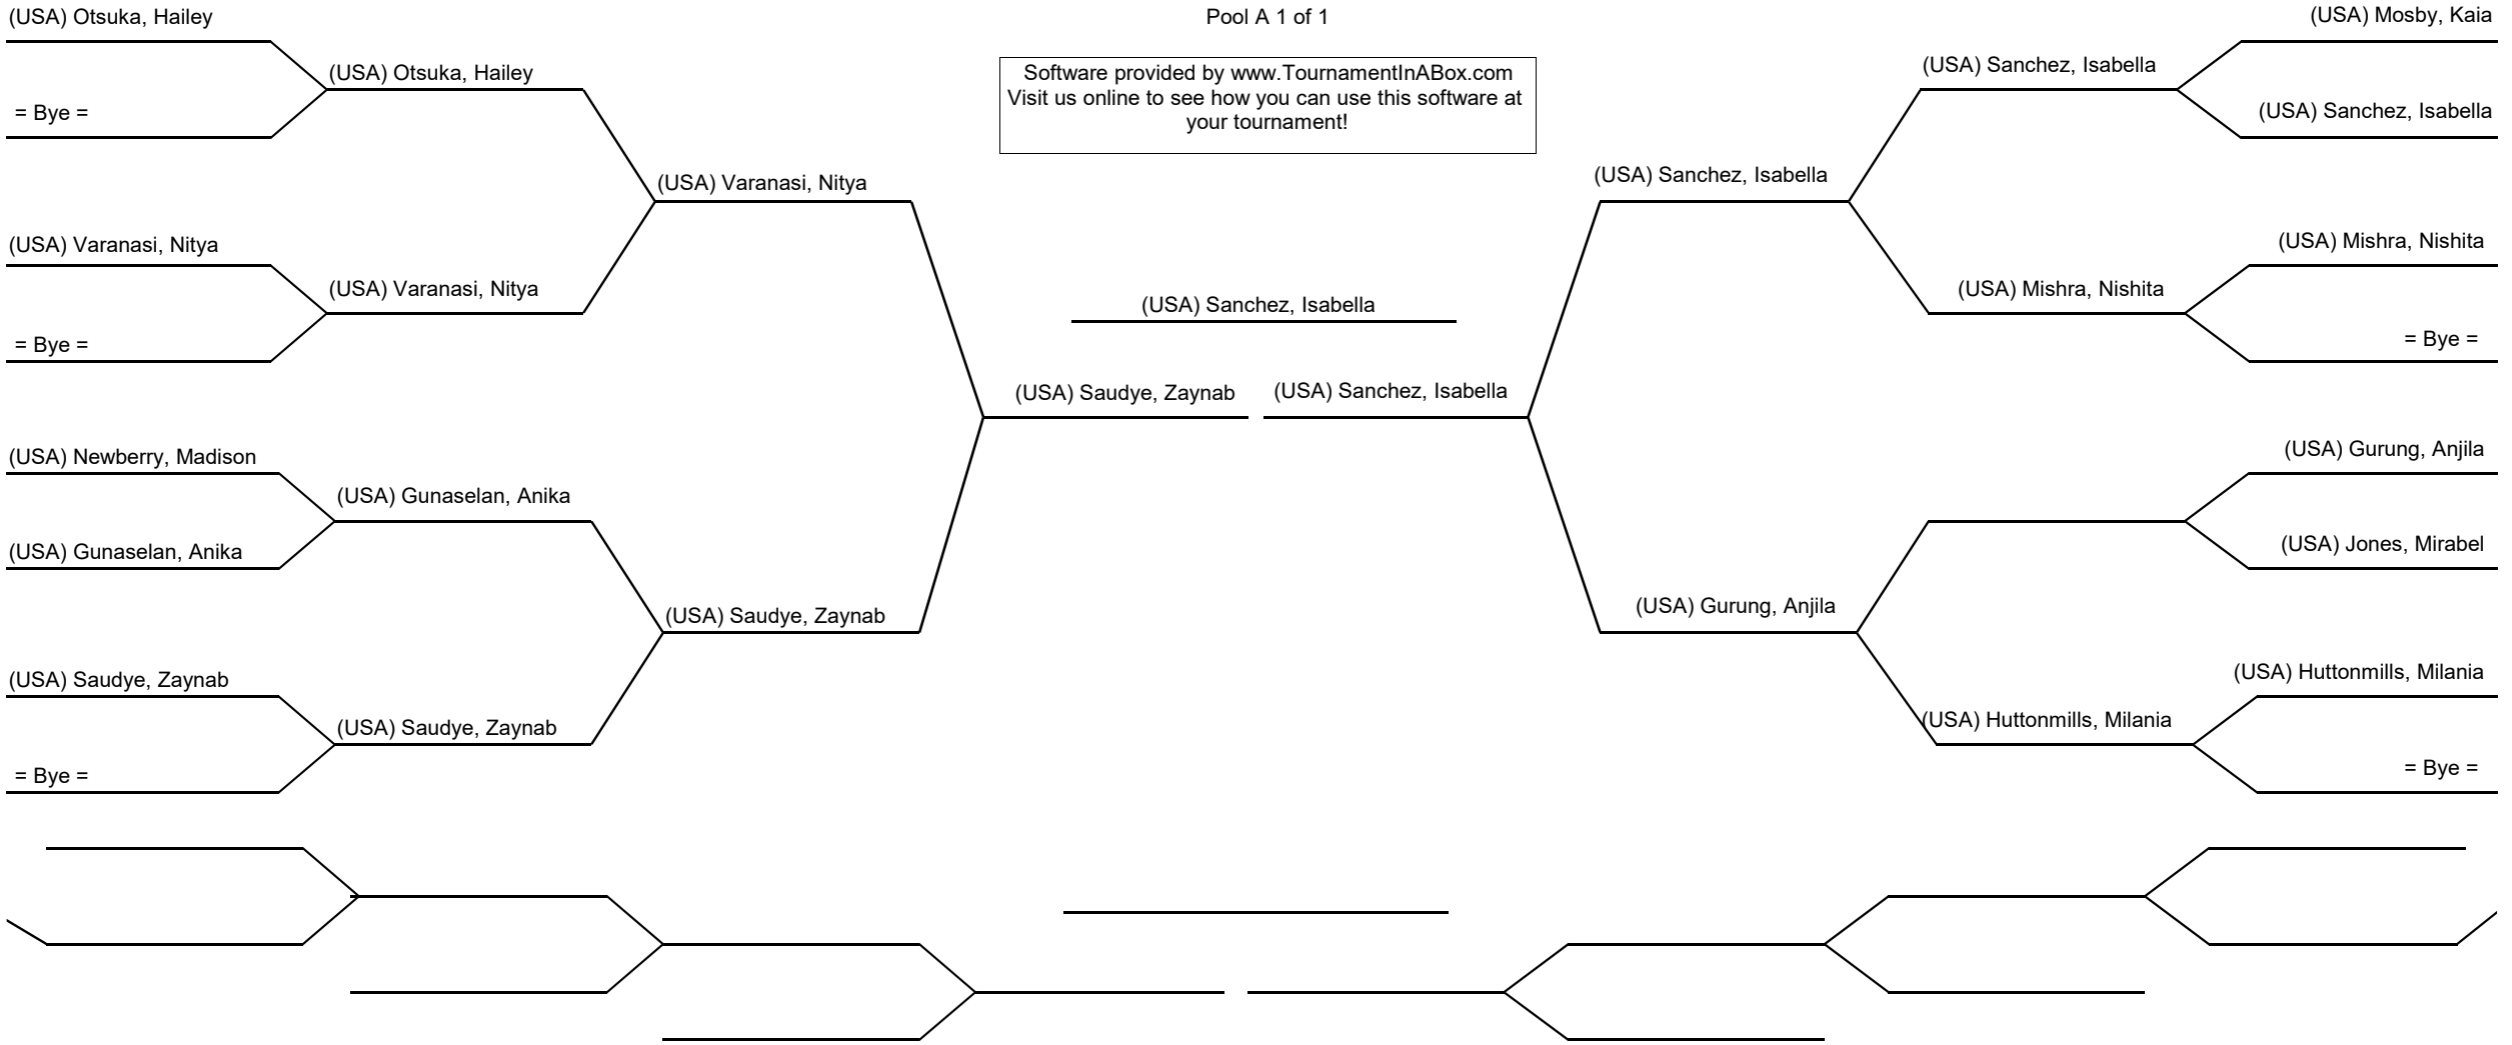 (USA) Otsuka, Hailey
Pool A 1 of 1
(USA) Mosby, Kaia
(USA) Otsuka, Hailey
Software provided by www.TournamentInABox.com
Visit us online to see how you can use this software at
your tournament!
(USA) Sanchez, Isabella
= Bye =
(USA) Sanchez, Isabella
(USA) Varanasi, Nitya
(USA) Sanchez, Isabella
(USA) Varanasi, Nitya
(USA) Mishra, Nishita
(USA) Varanasi, Nitya
(USA) Sanchez, Isabella
(USA) Mishra, Nishita
= Bye =
= Bye =
(USA) Saudye, Zaynab
(USA) Sanchez, Isabella
(USA) Newberry, Madison
(USA) Gurung, Anjila
(USA) Gunaselan, Anika
(USA) Gunaselan, Anika
(USA) Jones, Mirabel
(USA) Saudye, Zaynab
(USA) Gurung, Anjila
(USA) Saudye, Zaynab
(USA) Huttonmills, Milania
(USA) Saudye, Zaynab
(USA) Huttonmills, Milania
= Bye =
= Bye =